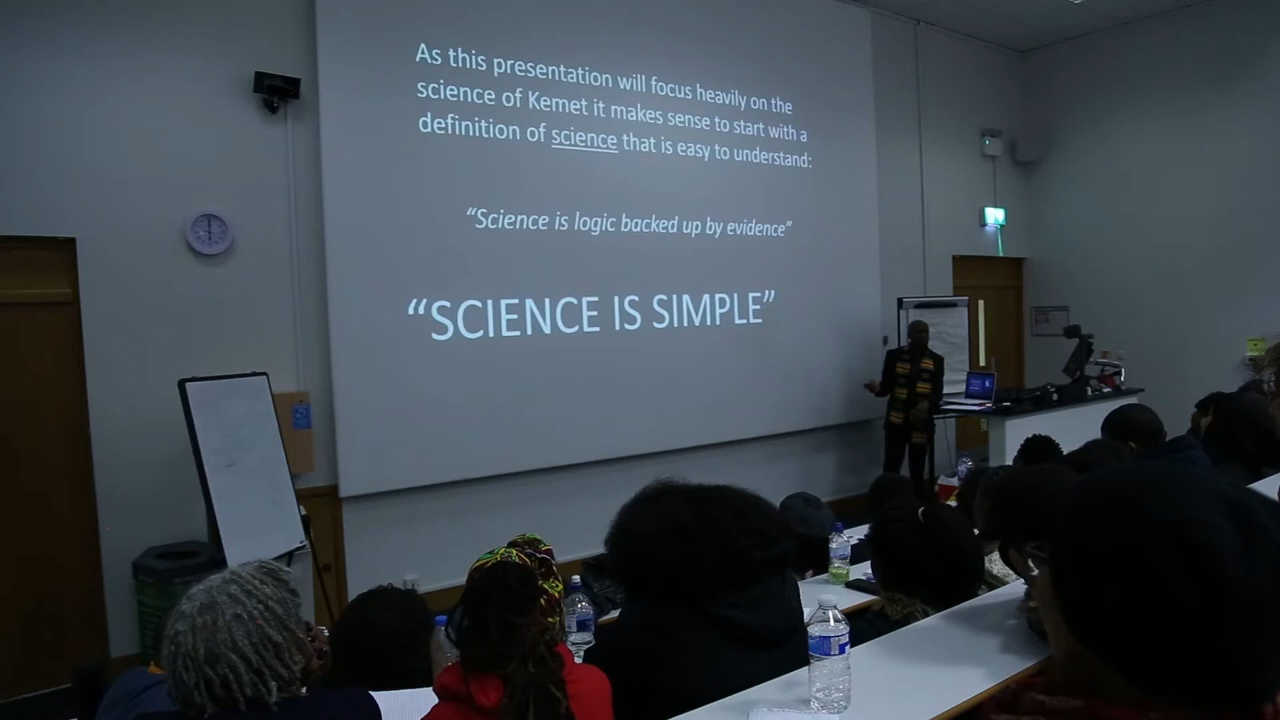 As this presentation will focus heavily on the
science of Kemet it makes sense to start with a
definition of science that is easy to understand:
“Science is logic backed up by evidence”
“SCIENCE IS SIMPLE”